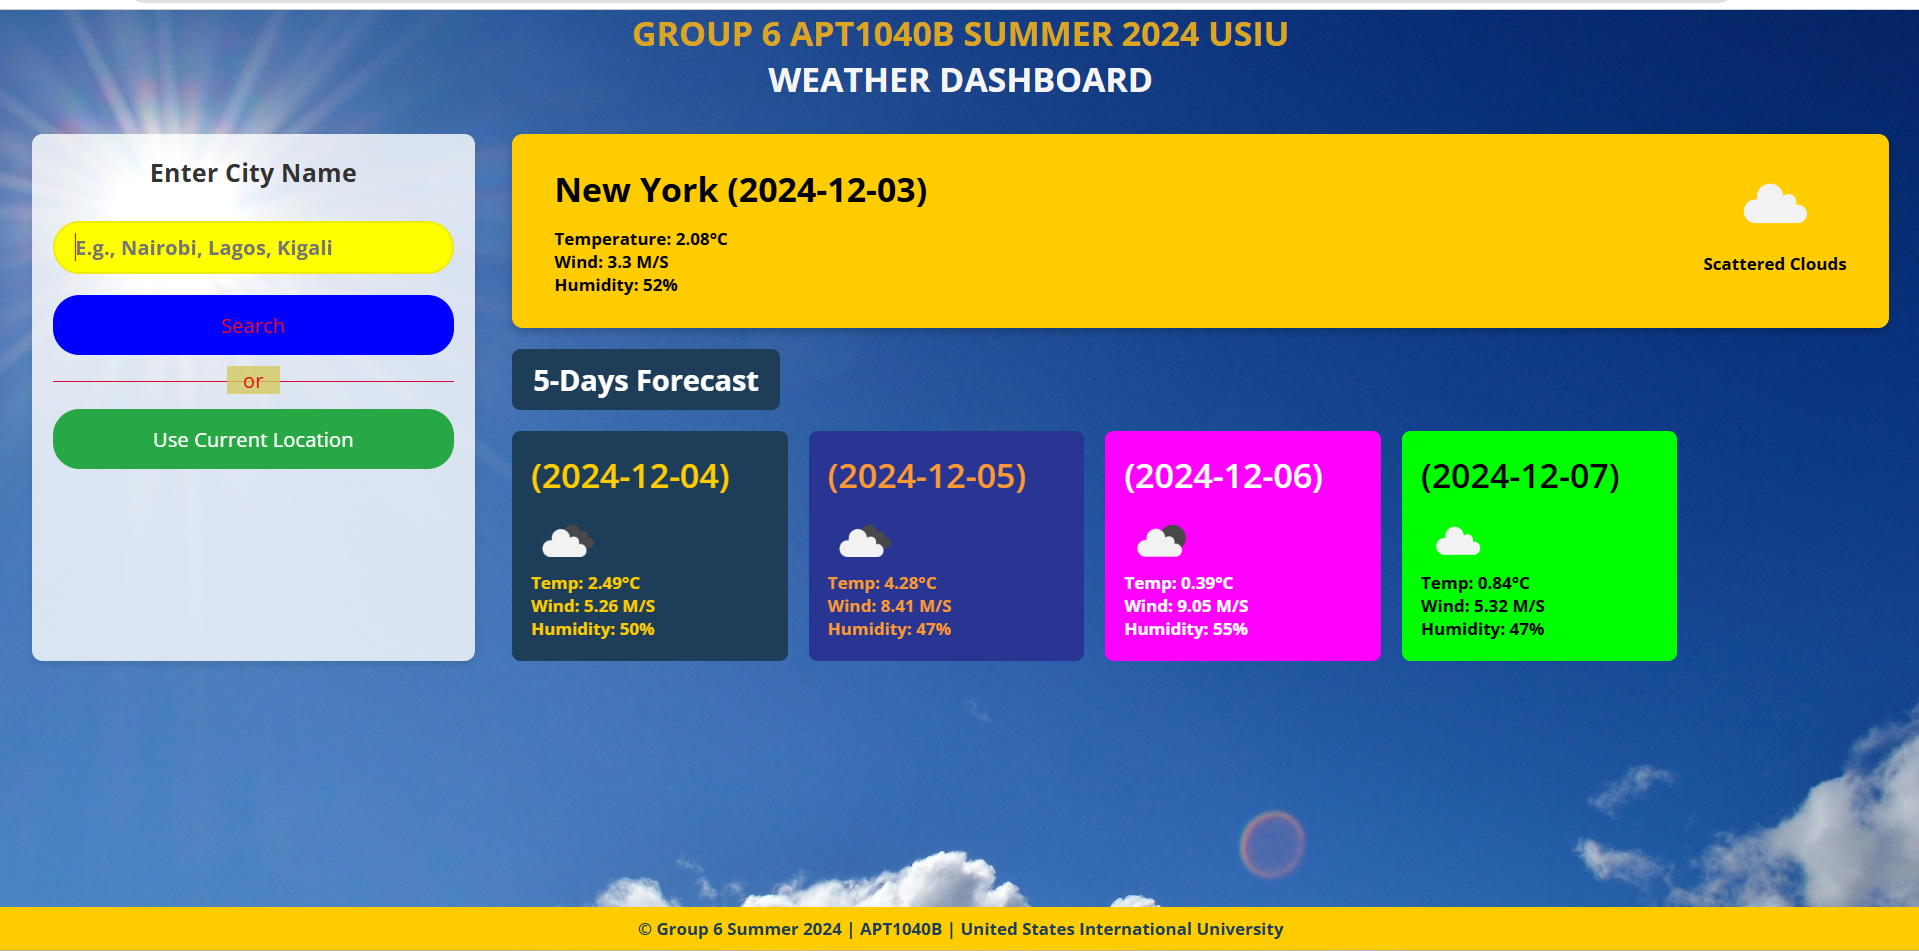 GROUP 6 APT1040B SUMMER 2024 USIU
WEATHER DASHBOARD
Enter City Name
E.g., Nairobi, Lagos, Kigali
Search
or
Use Current Location
New York (2024-12-03)
Temperature: 2.08°C
Wind: 3.3 M/S
Humidity: 52%
Scattered Clouds
5-Days Forecast
(2024-12-04)
Temp: 2.49°C
Wind: 5.26 M/S
Humidity: 50%
(2024-12-05)
Temp: 4.28°C
Wind: 8.41 M/S
Humidity: 47%
(2024-12-06)
Temp: 0.39°C
Wind: 9.05 M/S
Humidity: 55%
(2024-12-07)
Temp: 0.84°C
Wind: 5.32 M/S
Humidity: 47%
© Group 6 Summer 2024 | APT1040B | United States International University